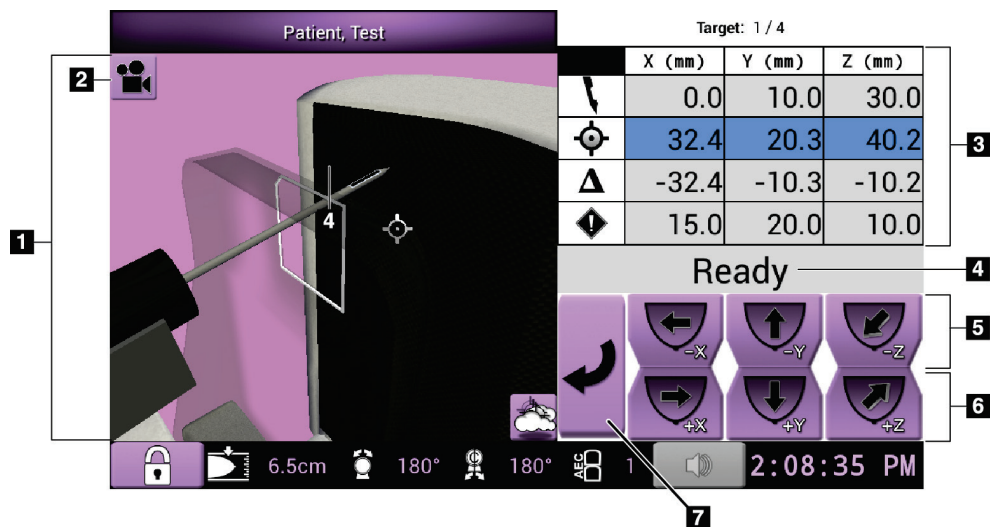 Patient, Test
Target: 1 / 4
X (mm) Y (mm) Z (mm)
0.0 10.0 30.0
32.4 20.3 40.2
Δ -32.4 -10.3 -10.2
! 15.0 20.0 10.0
Ready
-X -Y -Z
+X +Y +Z
4
6.5cm 180° C 180° AEC 1 2:08:35 PM
1
2
3
4
5
6
7